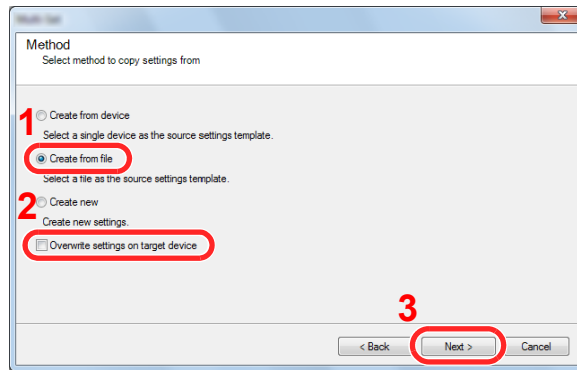 Method
Select method to copy settings from
1
Create from device
Select a single device as the source settings template.
Create from file
Select a file as the source settings template.
2
Create new
Create new settings.
Overwrite settings on target device
3
< Back
Next >
Cancel